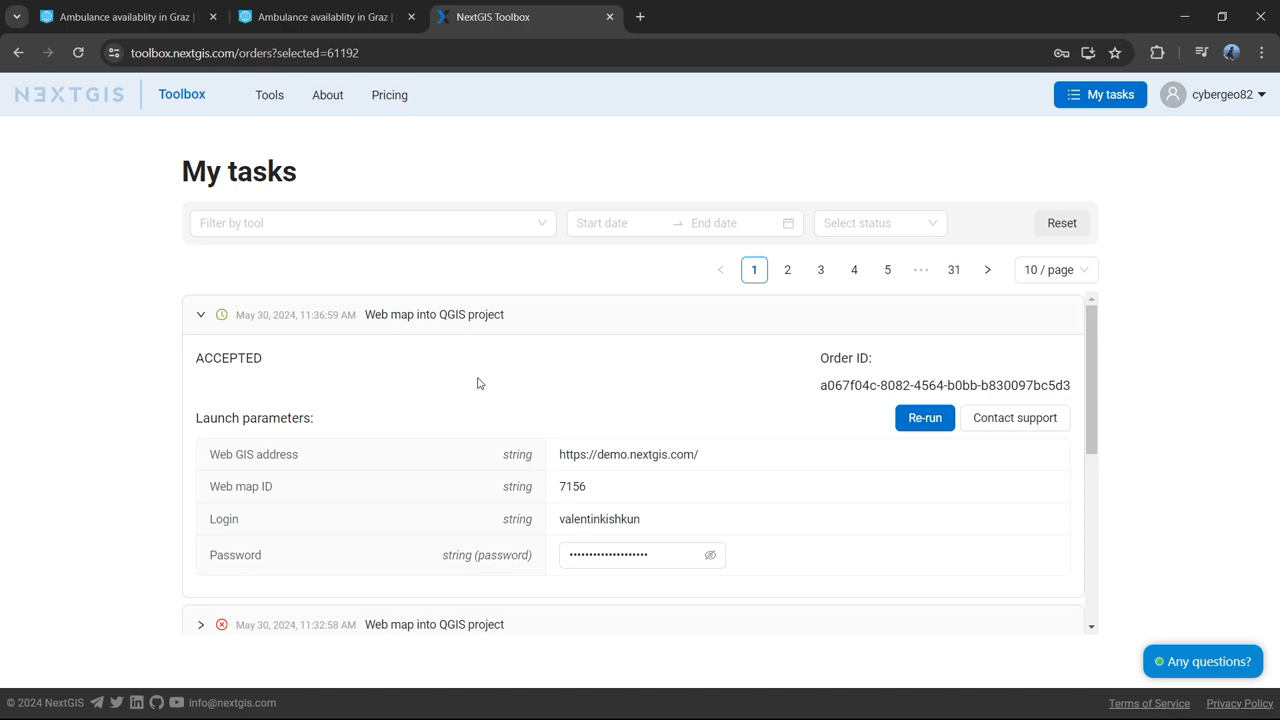 Ambulance availablity in Graz |
Ambulance availablity in Graz |
NextGIS Toolbox
toolbox.nextgis.com/orders?selected=61192
NEXTGIS
Toolbox
Tools
About
Pricing
My tasks
cybergeo82
My tasks
Filter by tool
Start date
End date
Select status
Reset
1
2
3
4
5
•••
31
10 / page
May 30, 2024, 11:36:59 AM
Web map into QGIS project
ACCEPTED
Order ID:
a067f04c-8082-4564-b0bb-b830097bc5d3
Launch parameters:
Re-run
Contact support
Web GIS address
string
https://demo.nextgis.com/
Web map ID
string
7156
Login
string
valentinkishkun
Password
string (password)
••••••••••••••••••••
May 30, 2024, 11:32:58 AM
Web map into QGIS project
Any questions?
© 2024 NextGIS
info@nextgis.com
Terms of Service
Privacy Policy